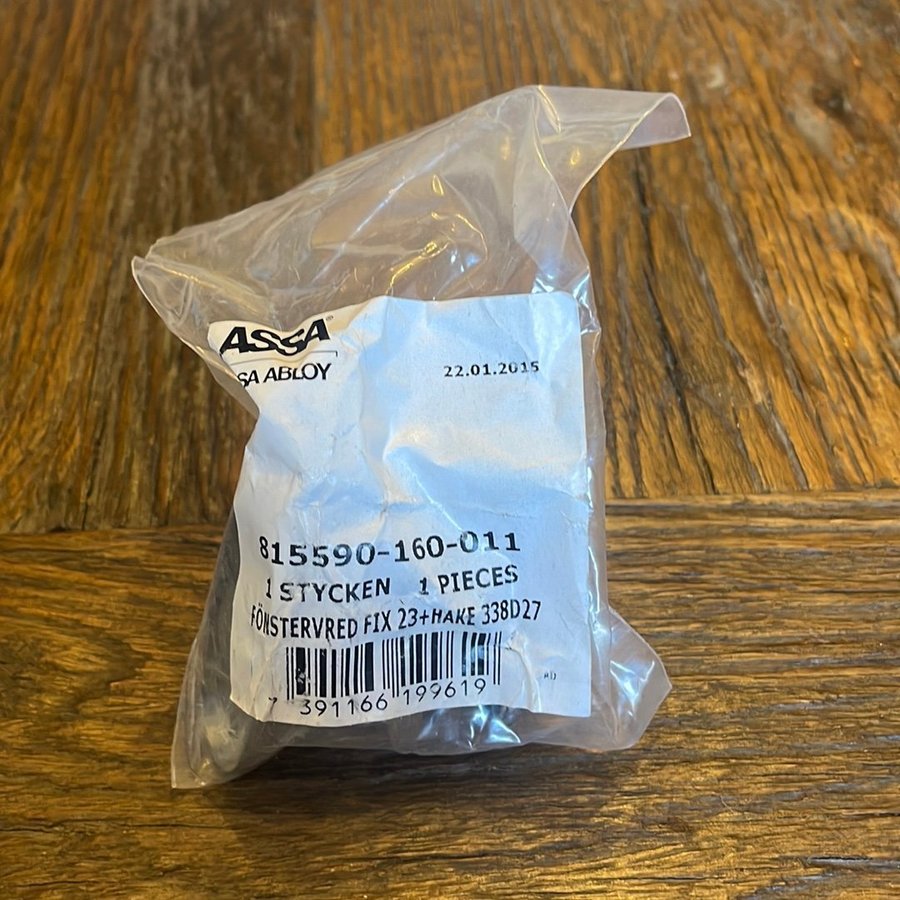 ASSA®
SA ABLOY
22.01.2015
815590-160-011
1 STYCKEN 1 PIECES
FÖNSTERVRED FIX 23+HAKE 338D27
7 391166 199619